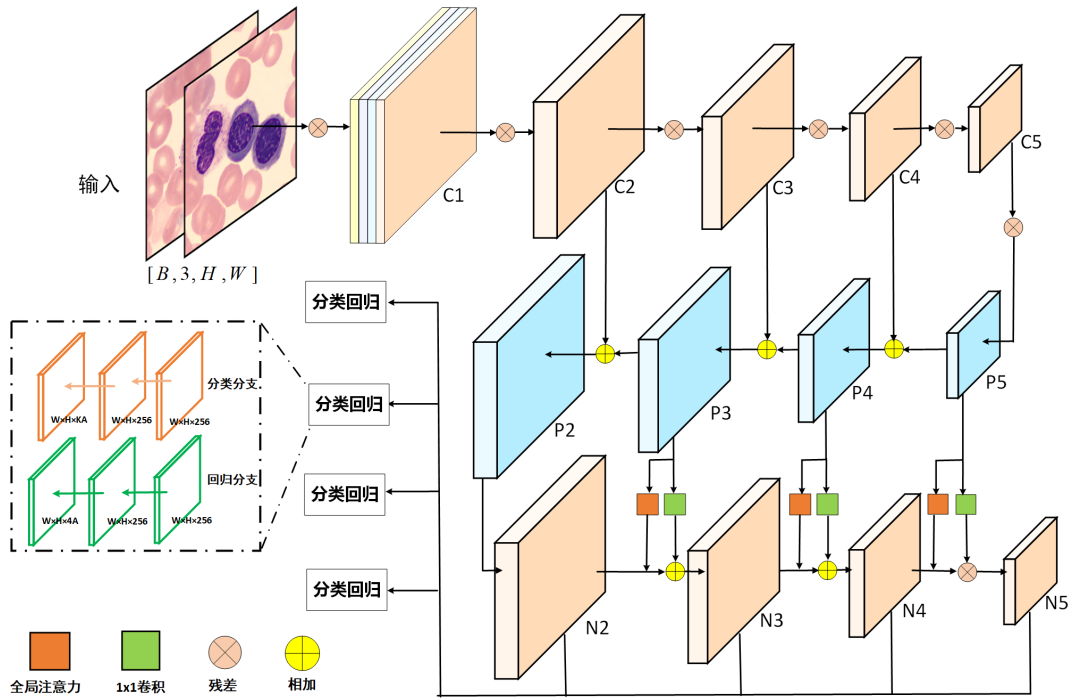 输入
[B,3,H,W]
C1
C2
C3
C4
C5
P2
P3
P4
P5
N2
N3
N4
N5
分类回归
分类回归
分类回归
分类回归
分类分支
W×H×KA
W×H×256
W×H×256
回归分支
W×H×4A
W×H×256
W×H×256
全局注意力
1x1卷积
残差
相加